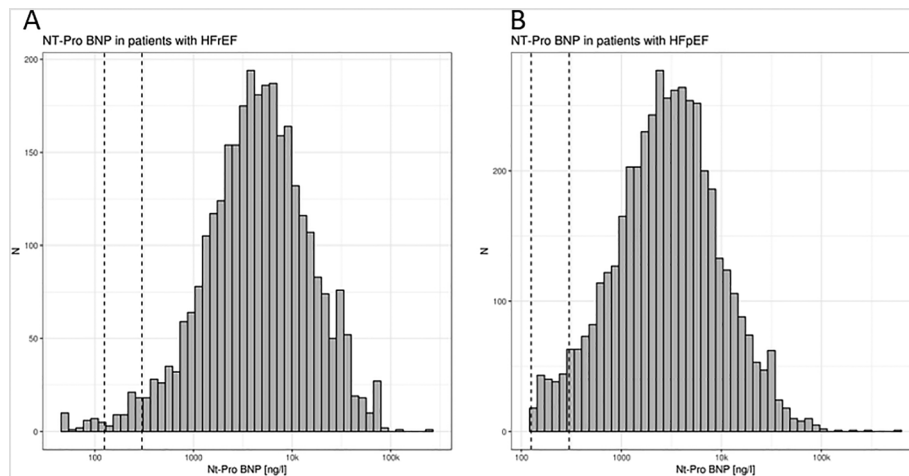 A
NT-Pro BNP in patients with HFrEF
200
150
100
50
0
N
100
1000
10k
100k
Nt-Pro BNP [ng/l]
B
NT-Pro BNP in patients with HFpEF
200
100
0
N
100
1000
10k
100k
Nt-Pro BNP [ng/l]